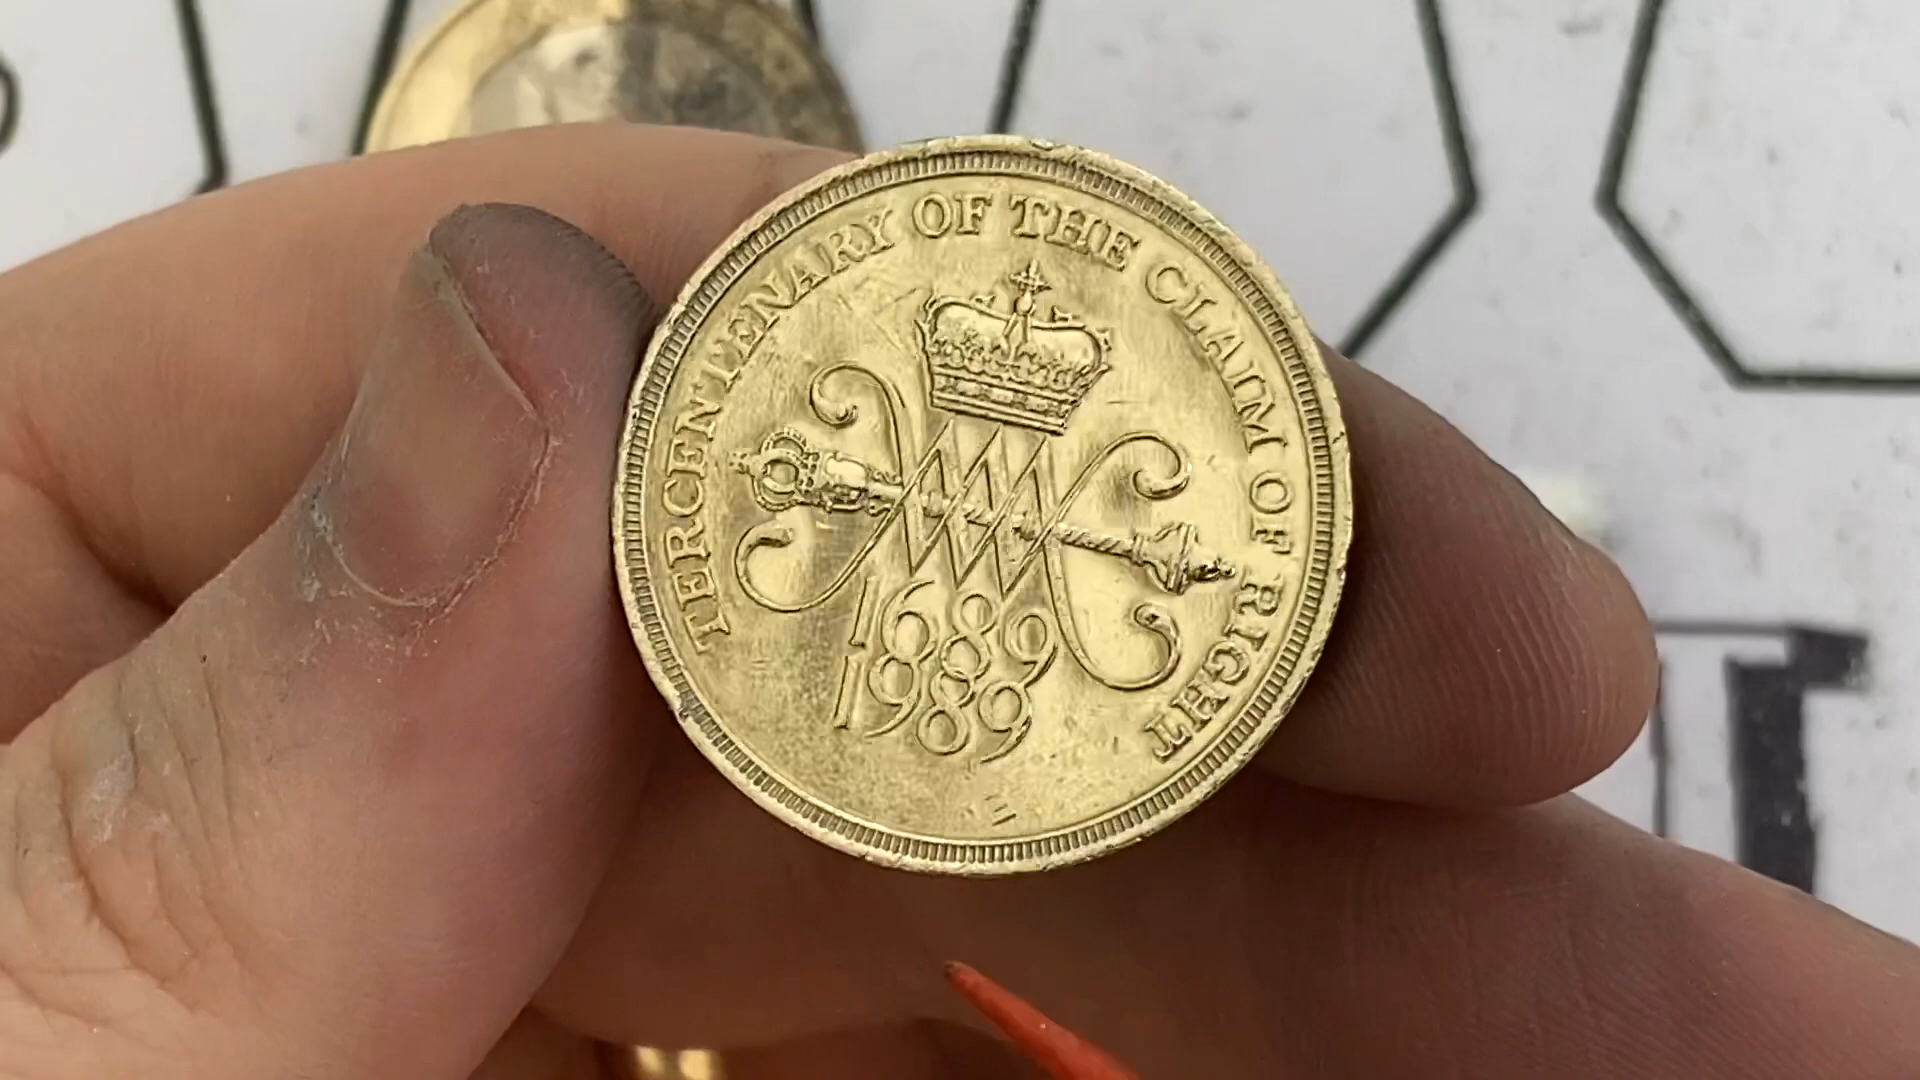 TERCENTENARY OF THE CLAIM OF RIGHT
1689
1989